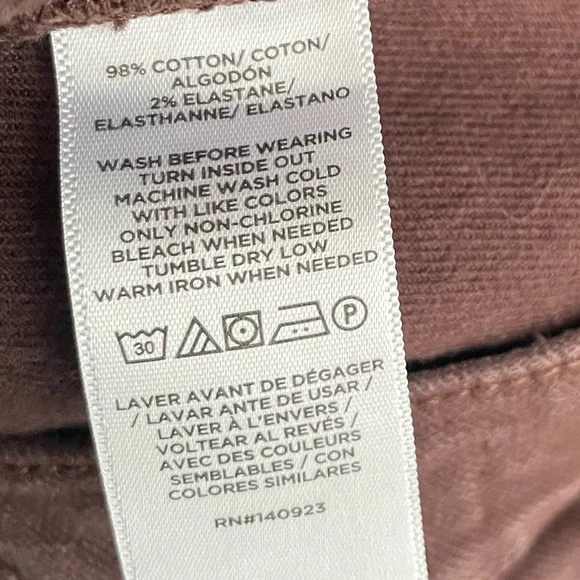 98% COTTON/ COTON/
ALGODÓN
2% ELASTANE/
ELASTHANNE/ ELASTANO
WASH BEFORE WEARING
TURN INSIDE OUT
MACHINE WASH COLD
WITH LIKE COLORS
ONLY NON-CHLORINE
BLEACH WHEN NEEDED
TUMBLE DRY LOW
WARM IRON WHEN NEEDED
30 P
LAVER AVANT DE DÉGAGER
/ LAVAR ANTE DE USAR /
LAVER À L'ENVERS /
VOLTEAR AL REVÉS /
AVEC DES COULEURS
SEMBLABLES / CON
COLORES SIMILARES
RN#140923